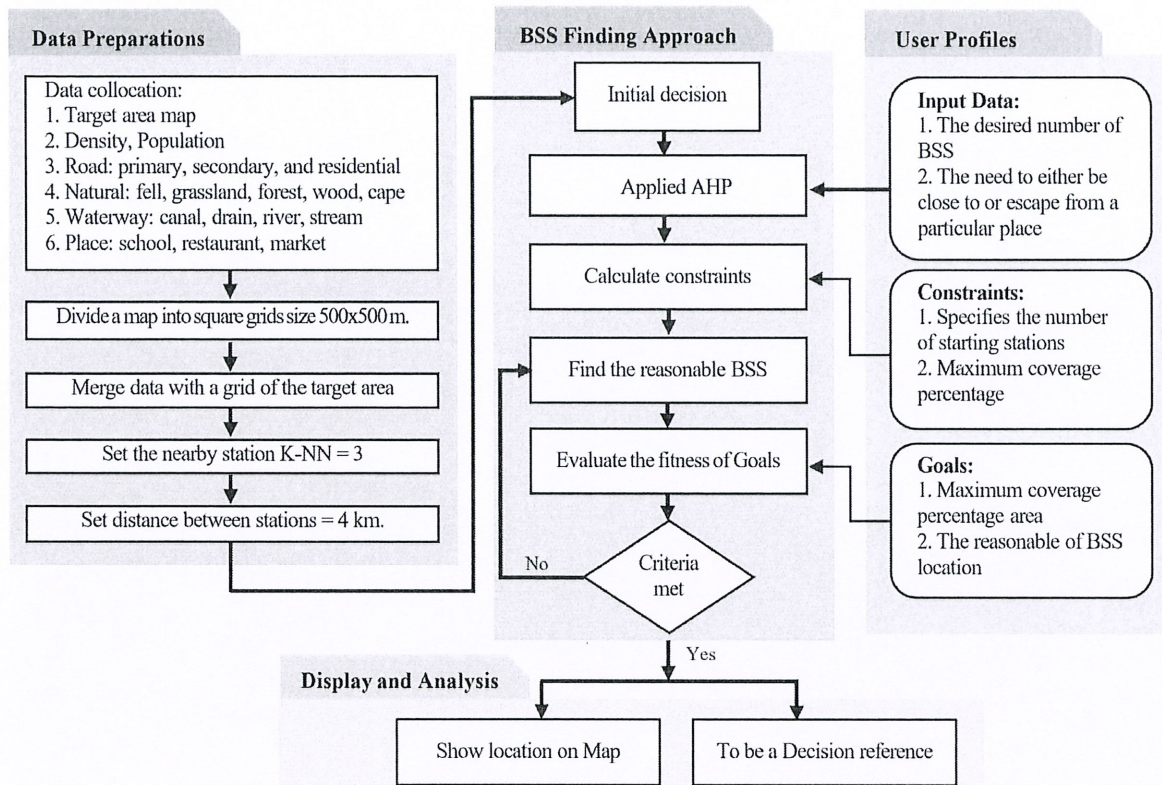 Data Preparations
Data collocation:
1. Target area map
2. Density, Population
3. Road: primary, secondary, and residential
4. Natural: fell, grassland, forest, wood, cape
5. Waterway: canal, drain, river, stream
6. Place: school, restaurant, market
Divide a map into square grids size 500x500 m.
Merge data with a grid of the target area
Set the nearby station K-NN = 3
Set distance between stations = 4 km.
BSS Finding Approach
Initial decision
Applied AHP
Calculate constraints
Find the reasonable BSS
Evaluate the fitness of Goals
Criteria
met
No
Yes
User Profiles
Input Data:
1. The desired number of
BSS
2. The need to either be
close to or escape from a
particular place
Constraints:
1. Specifies the number
of starting stations
2. Maximum coverage
percentage
Goals:
1. Maximum coverage
percentage area
2. The reasonable of BSS
location
Display and Analysis
Show location on Map
To be a Decision reference